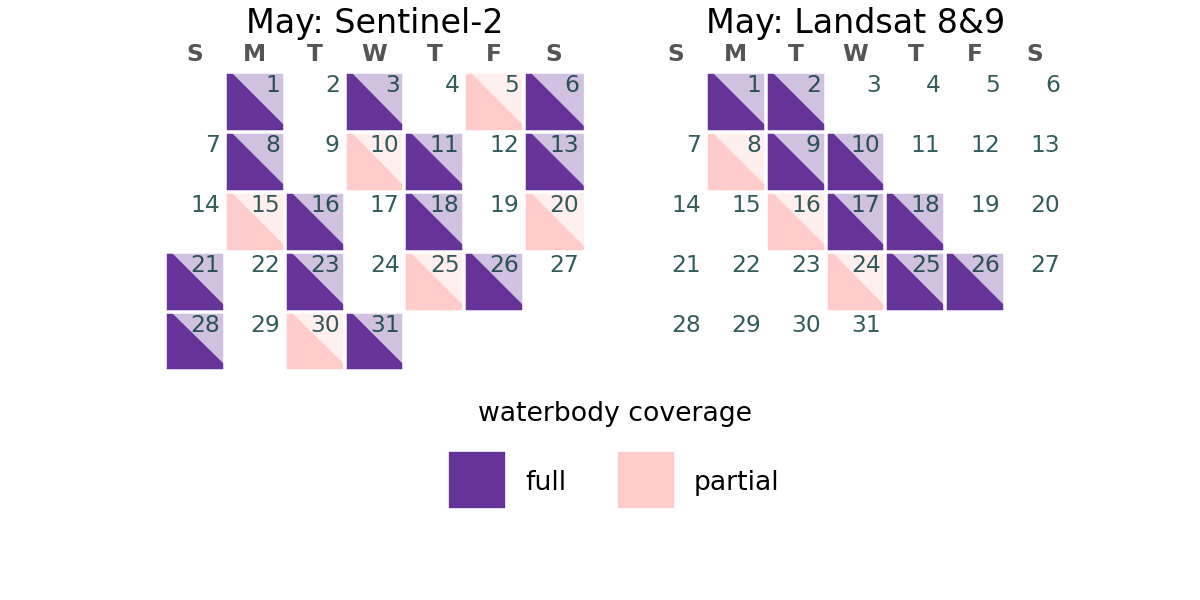 May: Sentinel-2
S M T W T F S
1 2 3 4 5 6
7 8 9 10 11 12 13
14 15 16 17 18 19 20
21 22 23 24 25 26 27
28 29 30 31
May: Landsat 8&9
S M T W T F S
1 2 3 4 5 6
7 8 9 10 11 12 13
14 15 16 17 18 19 20
21 22 23 24 25 26 27
28 29 30 31
waterbody coverage
full partial